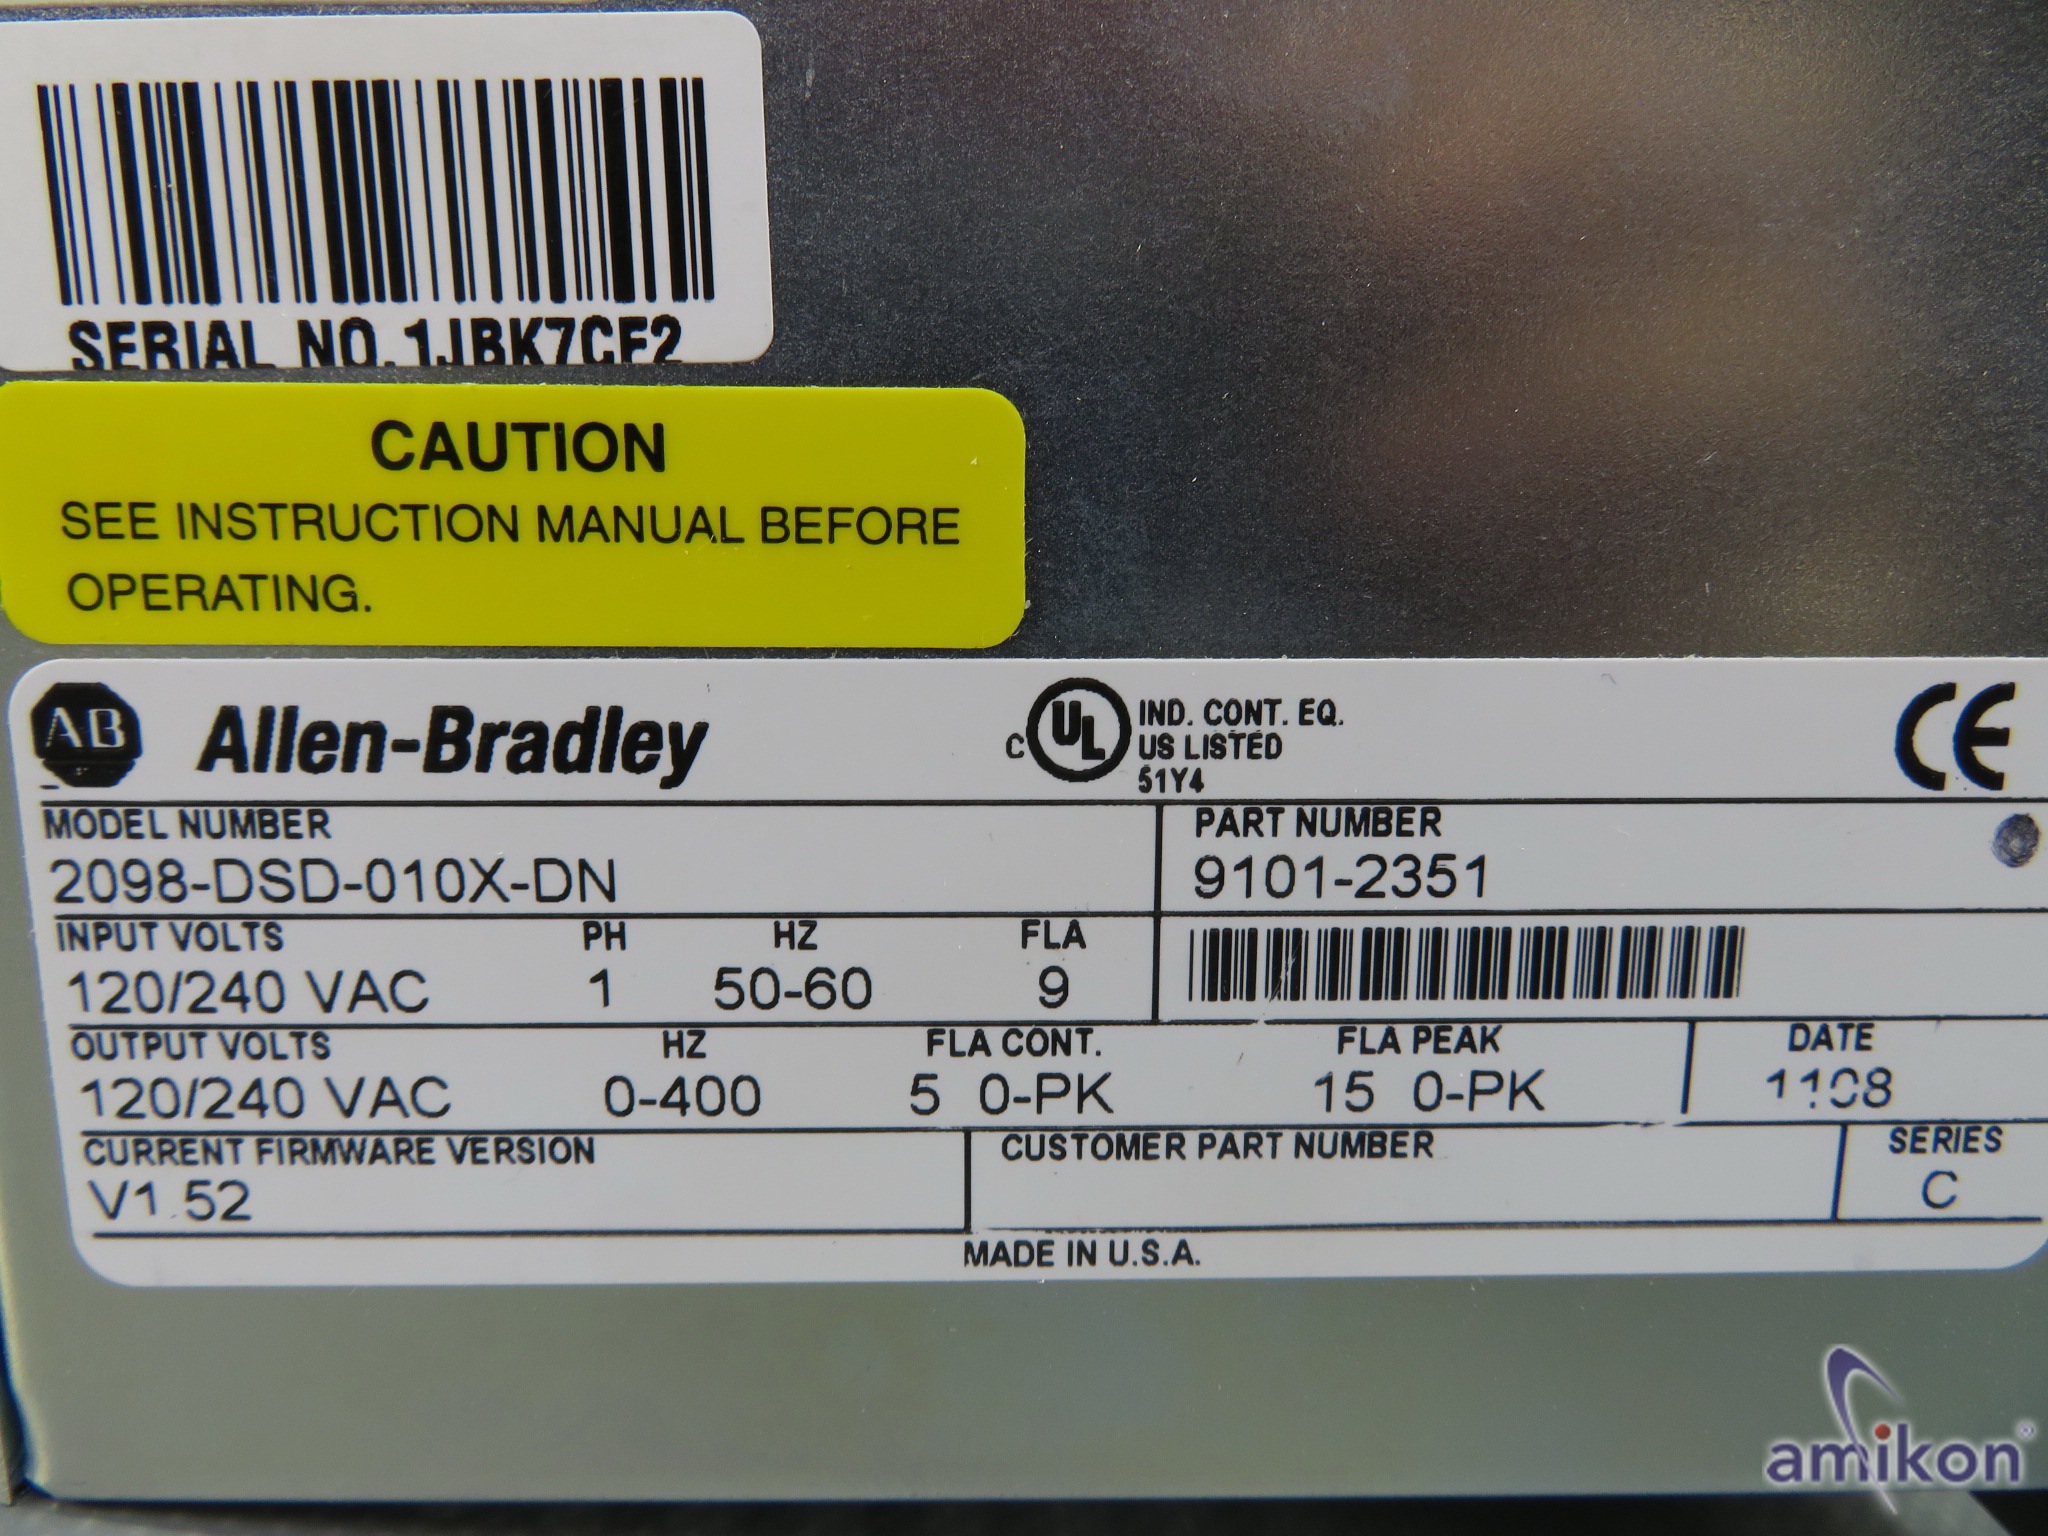 SERIAL NO. 1JBK7CF2
CAUTION
SEE INSTRUCTION MANUAL BEFORE
OPERATING.
AB Allen-Bradley
C UL IND. CONT. EQ.
US LISTED
51Y4
CE
MODEL NUMBER PART NUMBER
2098-DSD-010X-DN 9101-2351
INPUT VOLTS PH HZ FLA
120/240 VAC 1 50-60 9
OUTPUT VOLTS HZ FLA CONT. FLA PEAK DATE
120/240 VAC 0-400 5 0-PK 15 0-PK 1108
CURRENT FIRMWARE VERSION CUSTOMER PART NUMBER SERIES
V1.52 C
MADE IN U.S.A.
amikon®